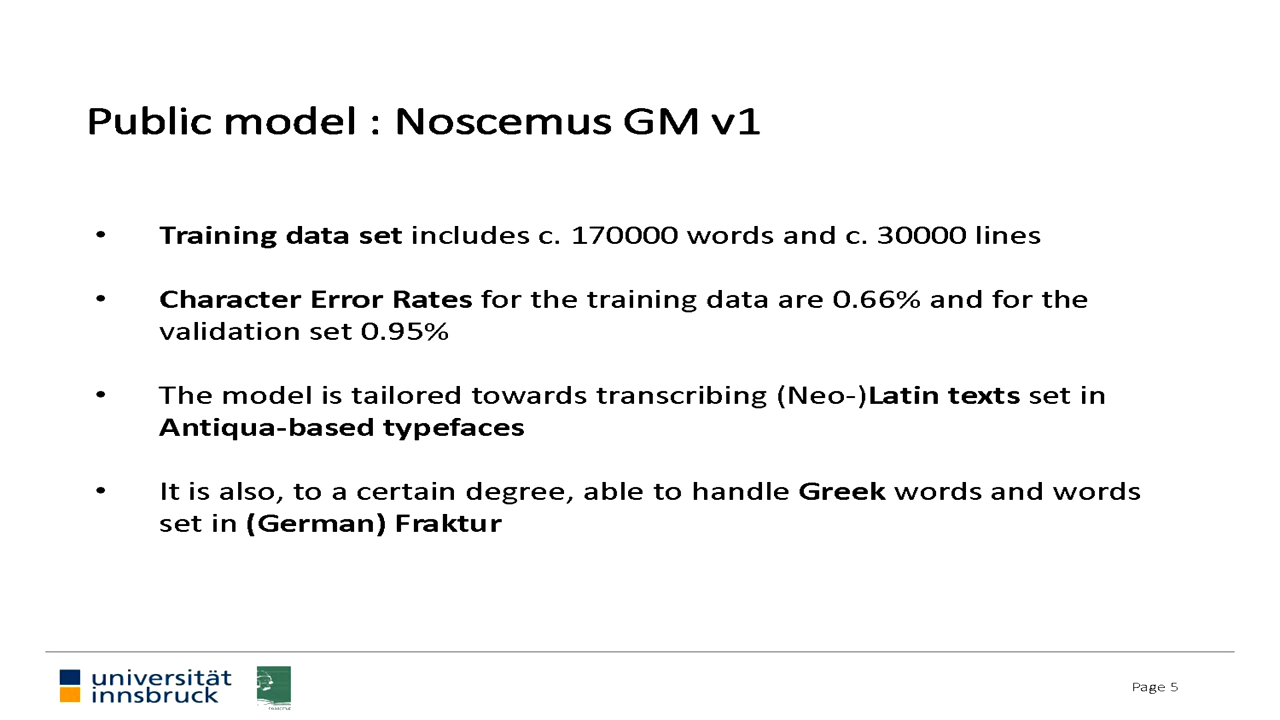 Public model : Noscemus GM v1
• Training data set includes c. 170000 words and c. 30000 lines
• Character Error Rates for the training data are 0.66% and for the
validation set 0.95%
• The model is tailored towards transcribing (Neo-)Latin texts set in
Antiqua-based typefaces
• It is also, to a certain degree, able to handle Greek words and words
set in (German) Fraktur
universität
innsbruck
Page 5